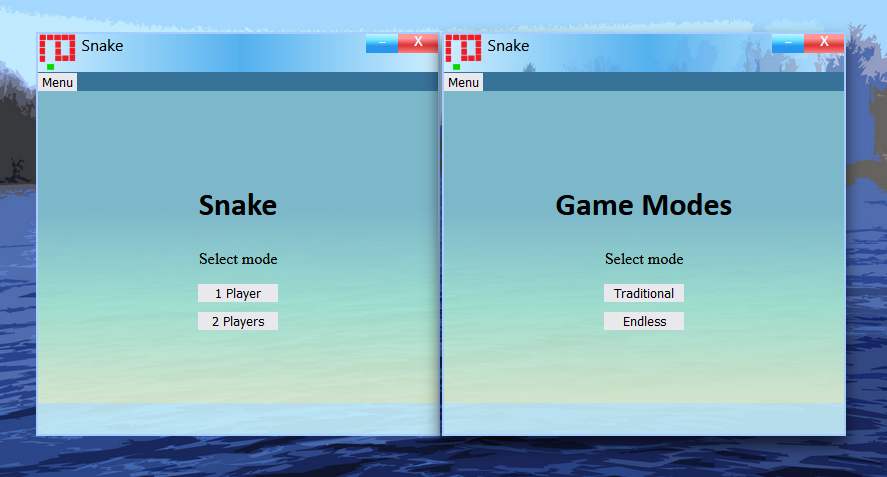 Snake
Menu
Snake
Select mode
1 Player
2 Players
Snake
Menu
Game Modes
Select mode
Traditional
Endless